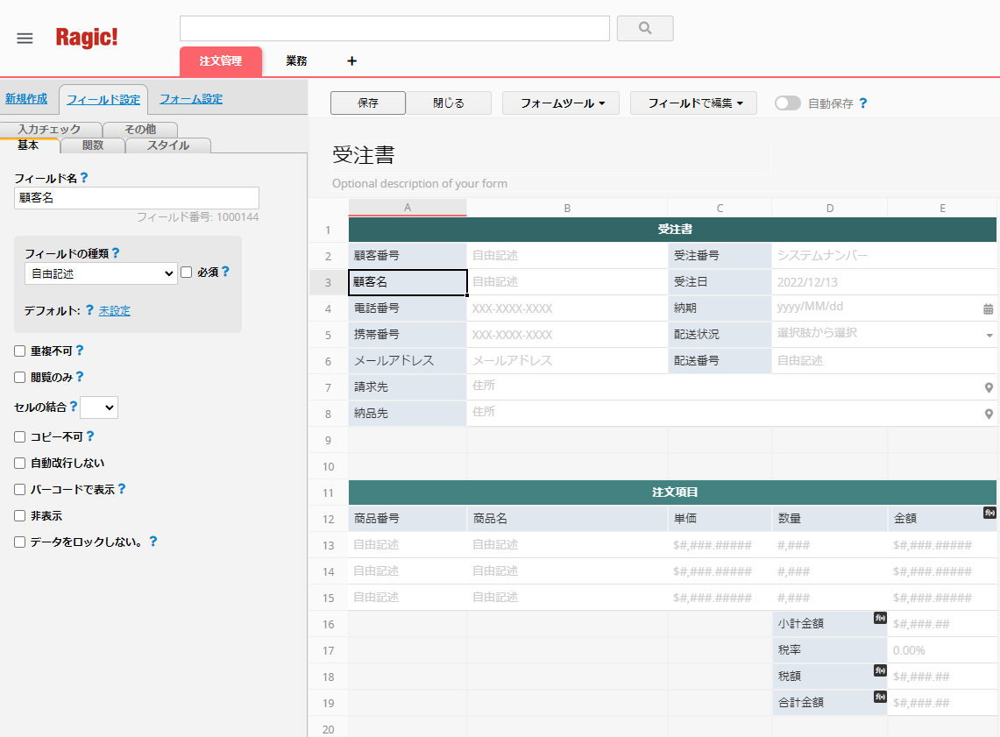 Ragic!
注文管理 業務 +
新規作成 フィールド設定 フォーム設定
入力チェック その他
基本 関数 スタイル
フィールド名 ?
顧客名
フィールド番号: 1000144
フィールドの種類 ?
自由記述 必須 ?
デフォルト: ? 未設定
重複不可 ?
閲覧のみ ?
セルの結合 ?
コピー不可 ?
自動改行しない
バーコードで表示 ?
非表示
データをロックしない。 ?
保存 閉じる フォームツール フィールドで編集 自動保存 ?
受注書
Optional description of your form
A B C D E
1 受注書
2 顧客番号 自由記述 受注番号 システムナンバー
3 顧客名 自由記述 受注日 2022/12/13
4 電話番号 XXX-XXXX-XXXX 納期 yyyy/MM/dd
5 携帯番号 XXX-XXXX-XXXX 配送状況 選択肢から選択
6 メールアドレス メールアドレス 配送番号 自由記述
7 請求先 住所
8 納品先 住所
9
10
11 注文項目
12 商品番号 商品名 単価 数量 金額 f(x)
13 自由記述 自由記述 $#,###.##### #,### $#,###.#####
14 自由記述 自由記述 $#,###.##### #,### $#,###.#####
15 自由記述 自由記述 $#,###.##### #,### $#,###.#####
16 小計金額 f(x) $#,###.##
17 税率 0.00%
18 税額 f(x) $#,###.##
19 合計金額 f(x) $#,###.##
20